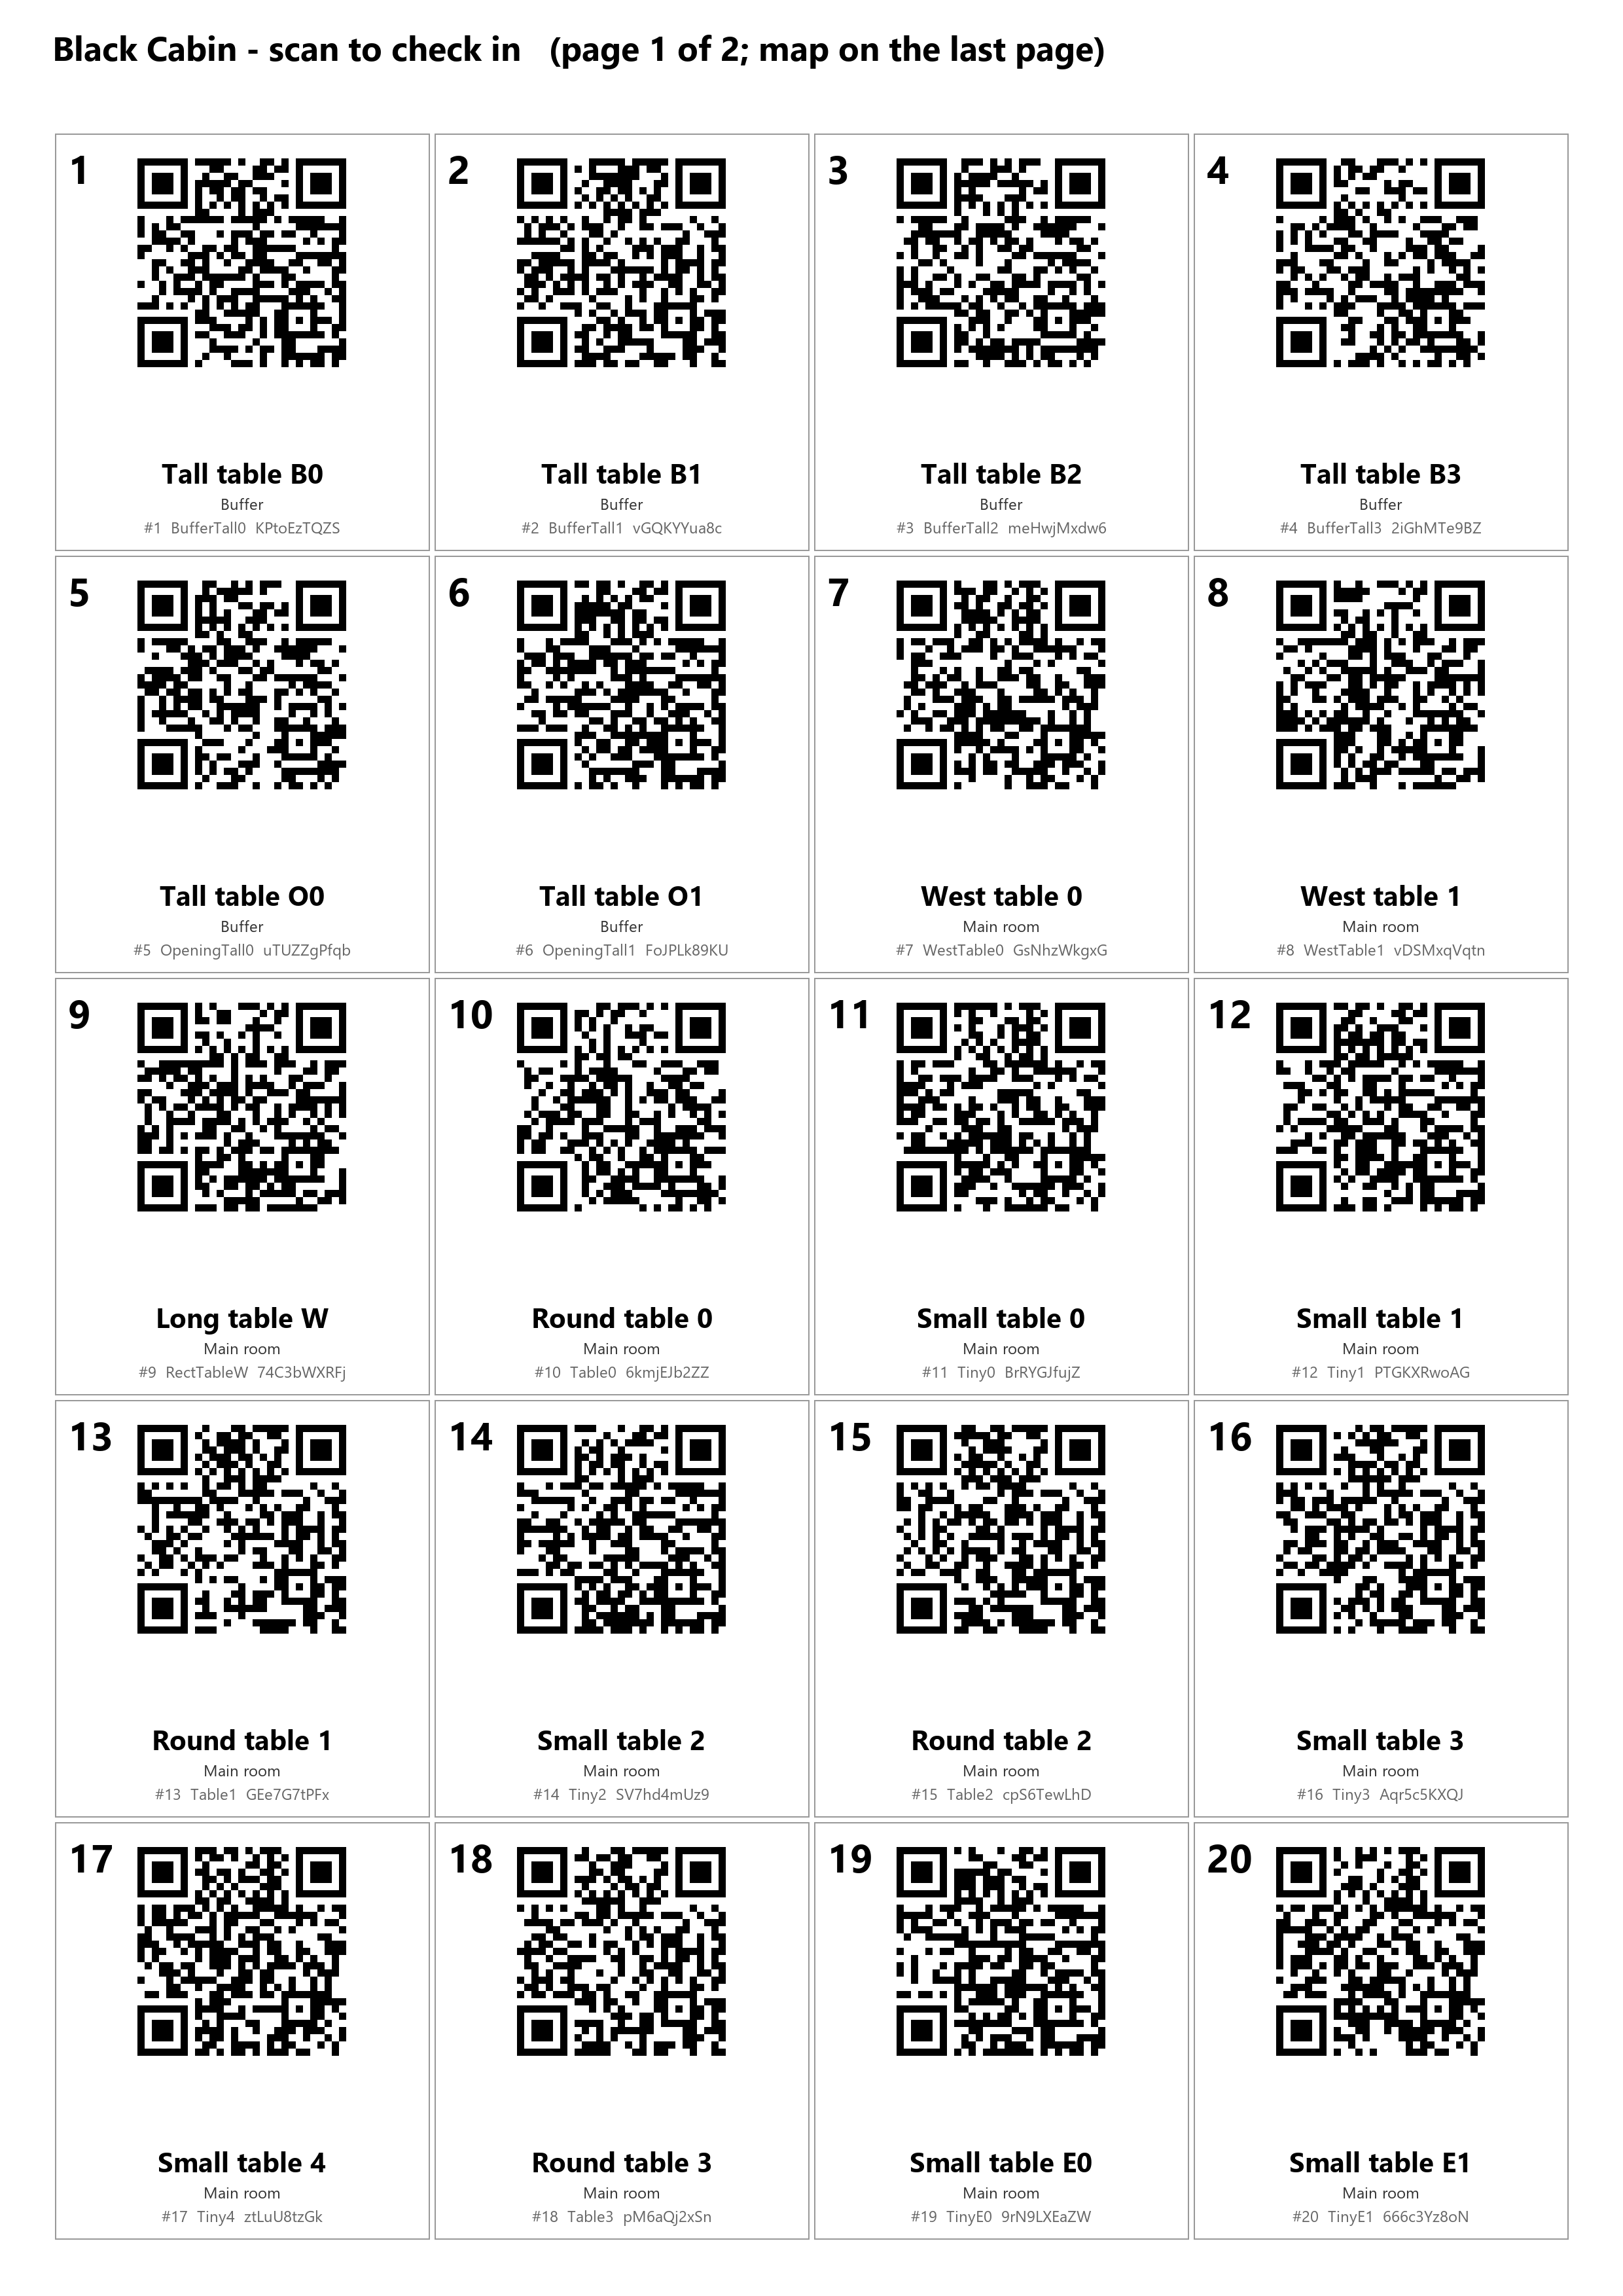 Black Cabin - scan to check in (page 1 of 2; map on the last page)
1
Tall table B0
Buffer
#1 BufferTall0 KPtoEzTQZS
2
Tall table B1
Buffer
#2 BufferTall1 vGQKYYua8c
3
Tall table B2
Buffer
#3 BufferTall2 meHwjMxdw6
4
Tall table B3
Buffer
#4 BufferTall3 2iGhMTe9BZ
5
Tall table O0
Buffer
#5 OpeningTall0 uTUZZgPfqb
6
Tall table O1
Buffer
#6 OpeningTall1 FoJPLk89KU
7
West table 0
Main room
#7 WestTable0 GsNhzWkgxG
8
West table 1
Main room
#8 WestTable1 vDSMxqVqtn
9
Long table W
Main room
#9 RectTableW 74C3bWXRFj
10
Round table 0
Main room
#10 Table0 6kmjEJb2ZZ
11
Small table 0
Main room
#11 Tiny0 BrRYGJfujZ
12
Small table 1
Main room
#12 Tiny1 PTGKXRwoAG
13
Round table 1
Main room
#13 Table1 GEe7G7tPFx
14
Small table 2
Main room
#14 Tiny2 SV7hd4mUz9
15
Round table 2
Main room
#15 Table2 cpS6TewLhD
16
Small table 3
Main room
#16 Tiny3 Aqr5c5KXQJ
17
Small table 4
Main room
#17 Tiny4 ztLuU8tzGk
18
Round table 3
Main room
#18 Table3 pM6aQj2xSn
19
Small table E0
Main room
#19 TinyE0 9rN9LXEaZW
20
Small table E1
Main room
#20 TinyE1 666c3Yz8oN